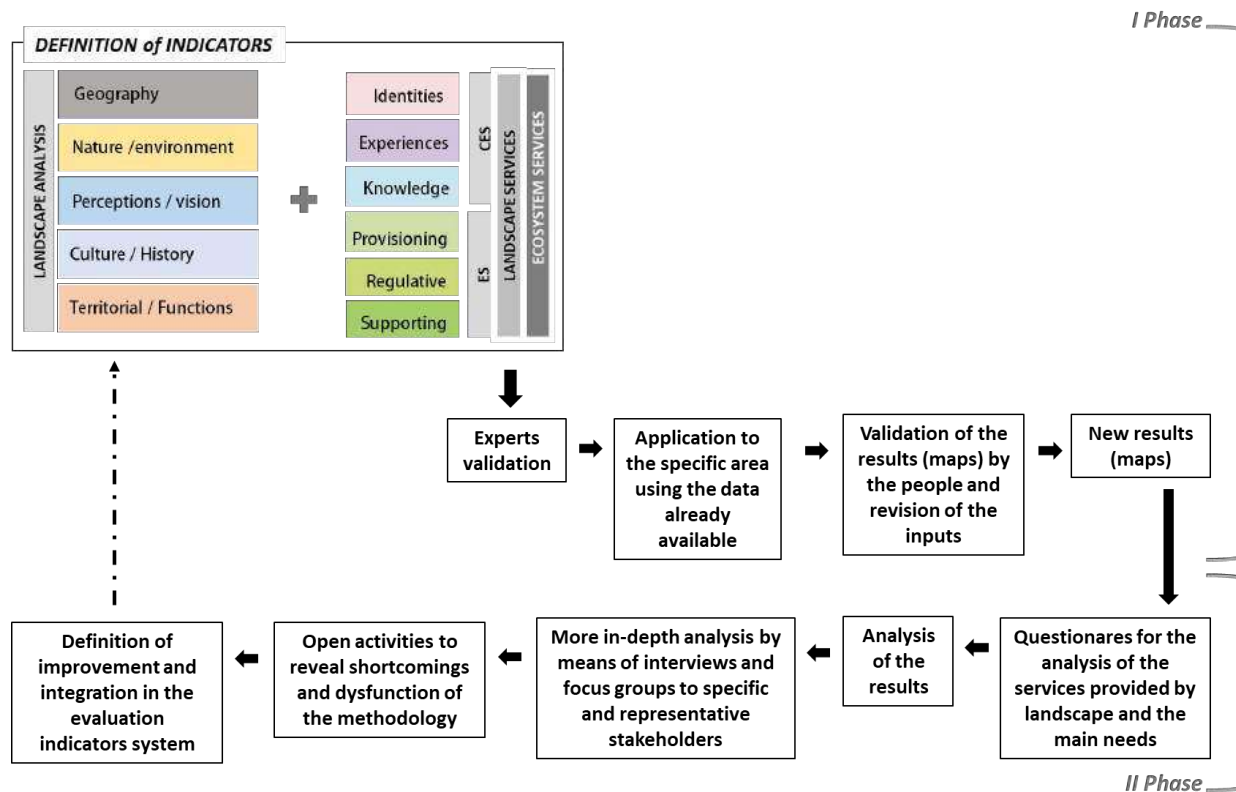 I Phase
DEFINITION of INDICATORS
LANDSCAPE ANALYSIS
Geography
Nature /environment
Perceptions / vision
Culture / History
Territorial / Functions
Identities
Experiences
Knowledge
Provisioning
Regulative
Supporting
CES
ES
LANDSCAPE SERVICES
ECOSYSTEM SERVICES
Experts
validation
Application to
the specific area
using the data
already
available
Validation of the
results (maps) by
the people and
revision of the
inputs
New results
(maps)
Questionares for the
analysis of the
services provided by
landscape and the
main needs
Analysis
of the
results
More in-depth analysis by
means of interviews and
focus groups to specific
and representative
stakeholders
Open activities to
reveal shortcomings
and dysfunction of
the methodology
Definition of
improvement and
integration in the
evaluation
indicators system
II Phase